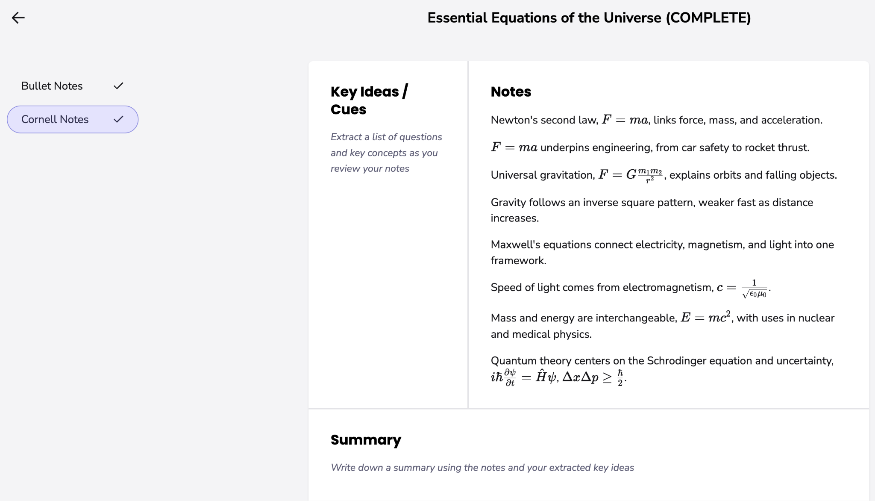 Essential Equations of the Universe (COMPLETE)
Bullet Notes
Cornell Notes
Key Ideas /
Cues
Extract a list of questions
and key concepts as you
review your notes
Notes
Newton's second law, F = ma, links force, mass, and acceleration.
F = ma underpins engineering, from car safety to rocket thrust.
Universal gravitation, F = G\frac{m_1 m_2}{r^2}, explains orbits and falling objects.
Gravity follows an inverse square pattern, weaker fast as distance
increases.
Maxwell's equations connect electricity, magnetism, and light into one
framework.
Speed of light comes from electromagnetism, c = \frac{1}{\sqrt{\epsilon_0 \mu_0}}.
Mass and energy are interchangeable, E = mc^2, with uses in nuclear
and medical physics.
Quantum theory centers on the Schrodinger equation and uncertainty,
i\hbar\frac{\partial \psi}{\partial t} = \hat{H}\psi, \Delta x \Delta p \geq \frac{\hbar}{2}.
Summary
Write down a summary using the notes and your extracted key ideas